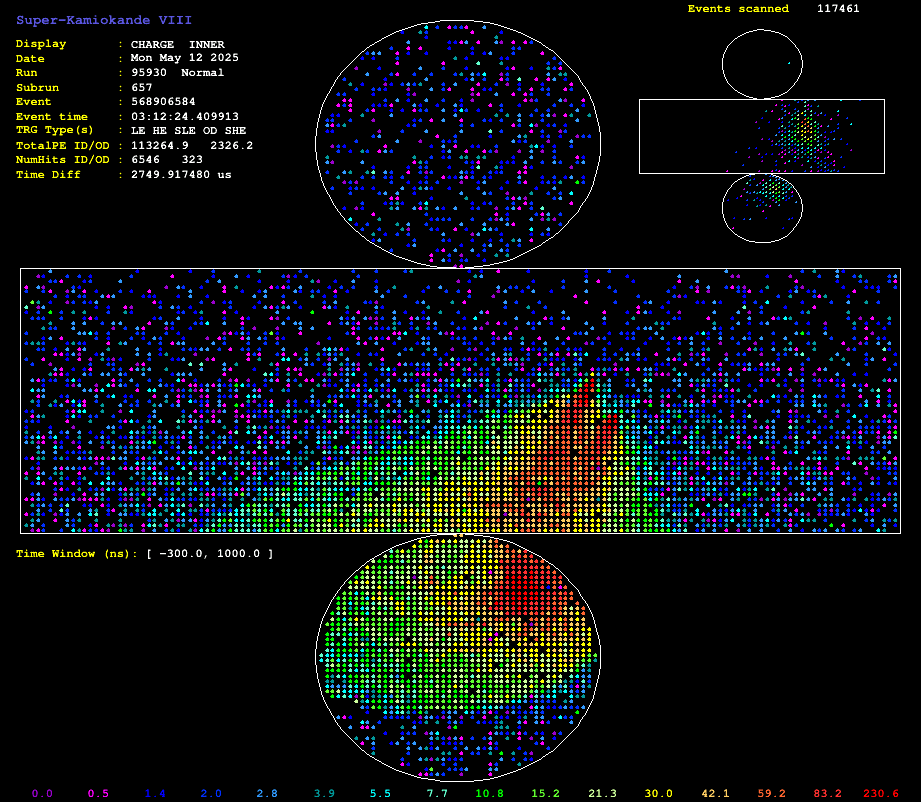 Super-Kamiokande VIII
Display : CHARGE INNER
Date : Mon May 12 2025
Run : 95930 Normal
Subrun : 657
Event : 568906584
Event time : 03:12:24.409913
TRG Type(s) : LE HE SLE OD SHE
TotalPE ID/OD : 113264.9 2326.2
NumHits ID/OD : 6546 323
Time Diff : 2749.917480 us
Events scanned 117461
Time Window (ns): [ −300.0, 1000.0 ]
0.0 0.5 1.4 2.0 2.8 3.9 5.5 7.7 10.8 15.2 21.3 30.0 42.1 59.2 83.2 230.6